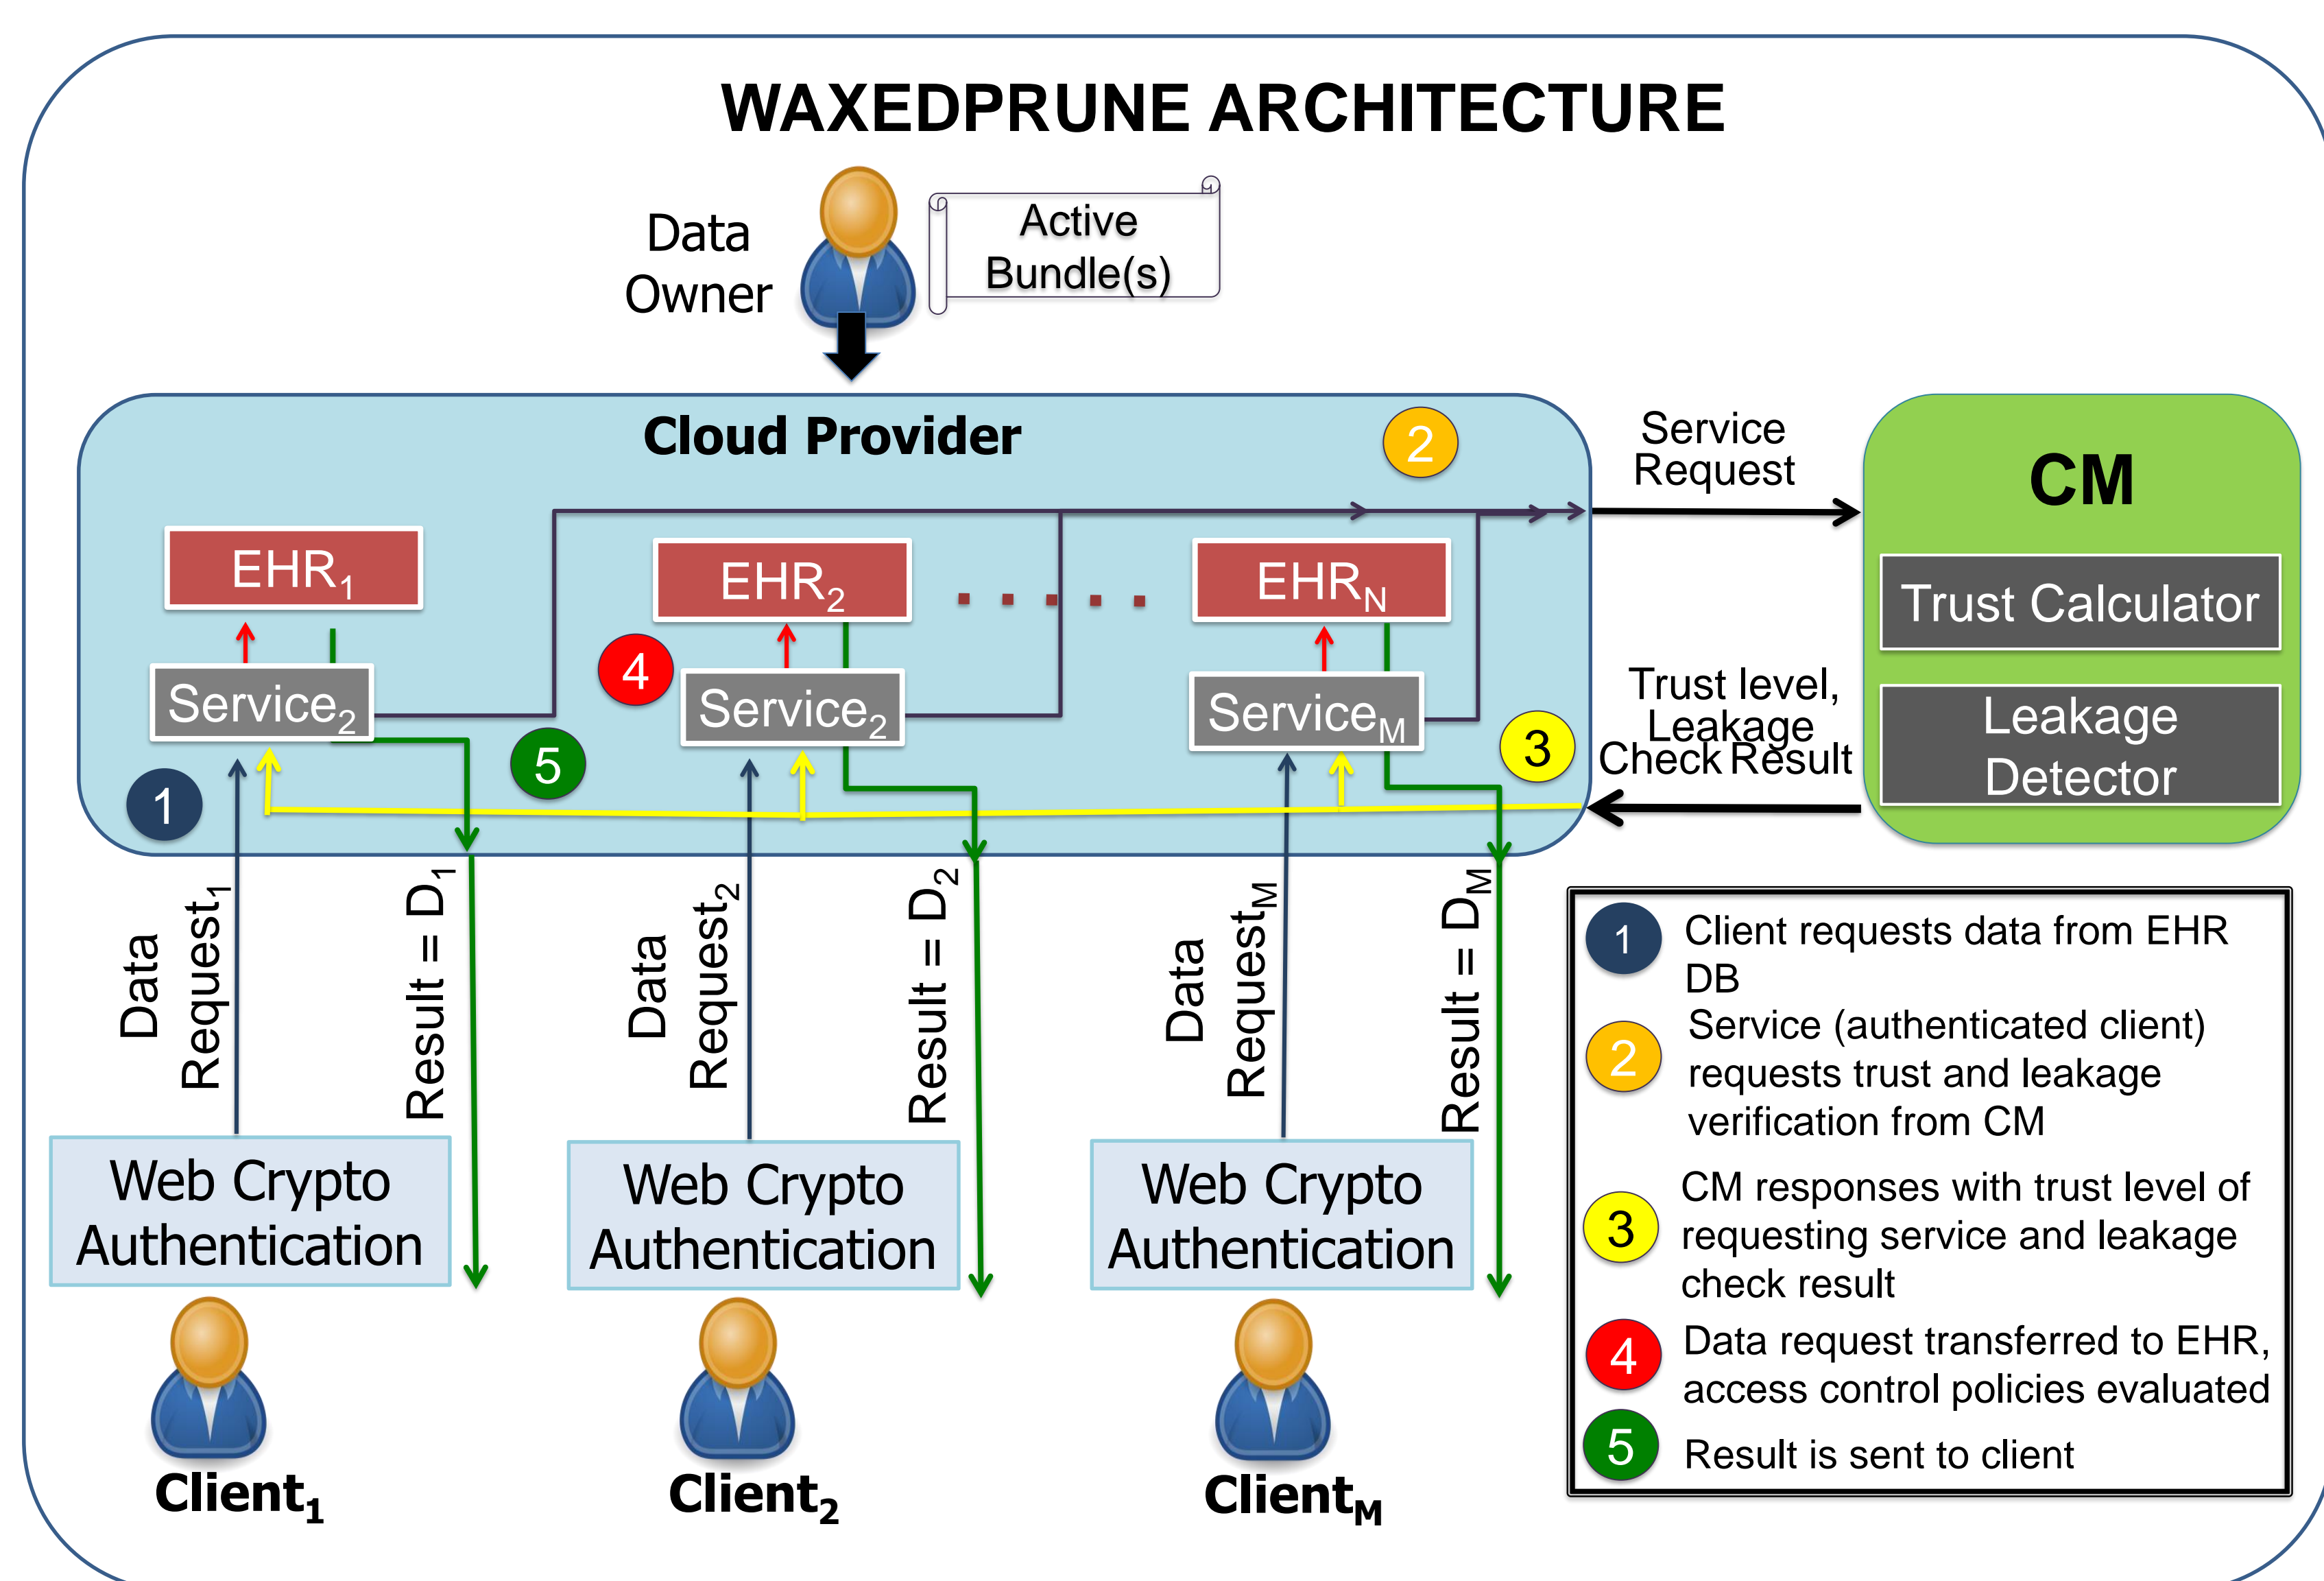 WAXEDPRUNE ARCHITECTURE
Data
Owner
Active
Bundle(s)
Cloud Provider
2
Service
Request
CM
EHR1
EHR2
EHRN
Trust Calculator
4
Service2
Service2
ServiceM
Trust level,
Leakage
Check Result
Leakage
Detector
5
3
1
Data
Request1
Result = D1
Data
Request2
Result = D2
Data
RequestM
Result = DM
Web Crypto
Authentication
Web Crypto
Authentication
Web Crypto
Authentication
Client1
Client2
ClientM
1 Client requests data from EHR
DB
2 Service (authenticated client)
requests trust and leakage
verification from CM
3 CM responses with trust level of
requesting service and leakage
check result
4 Data request transferred to EHR,
access control policies evaluated
5 Result is sent to client